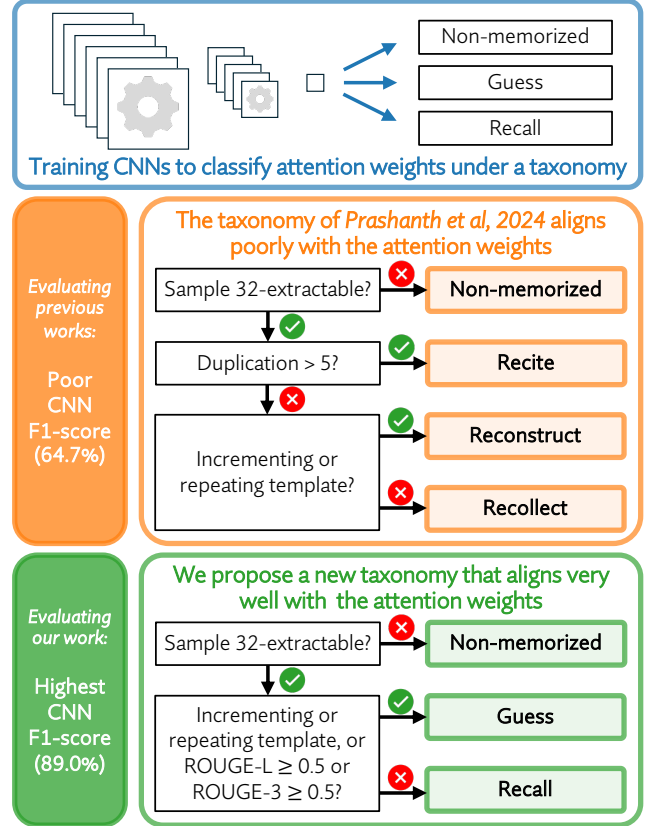 Non-memorized
Guess
Recall
Training CNNs to classify attention weights under a taxonomy
Evaluating
previous
works:
Poor
CNN
F1-score
(64.7%)
The taxonomy of Prashanth et al, 2024 aligns
poorly with the attention weights
Sample 32-extractable?
Non-memorized
Duplication > 5?
Recite
Incrementing or
repeating template?
Reconstruct
Recollect
Evaluating
our work:
Highest
CNN
F1-score
(89.0%)
We propose a new taxonomy that aligns very
well with the attention weights
Sample 32-extractable?
Non-memorized
Incrementing or
repeating template, or
ROUGE-L ≥ 0.5 or
ROUGE-3 ≥ 0.5?
Guess
Recall